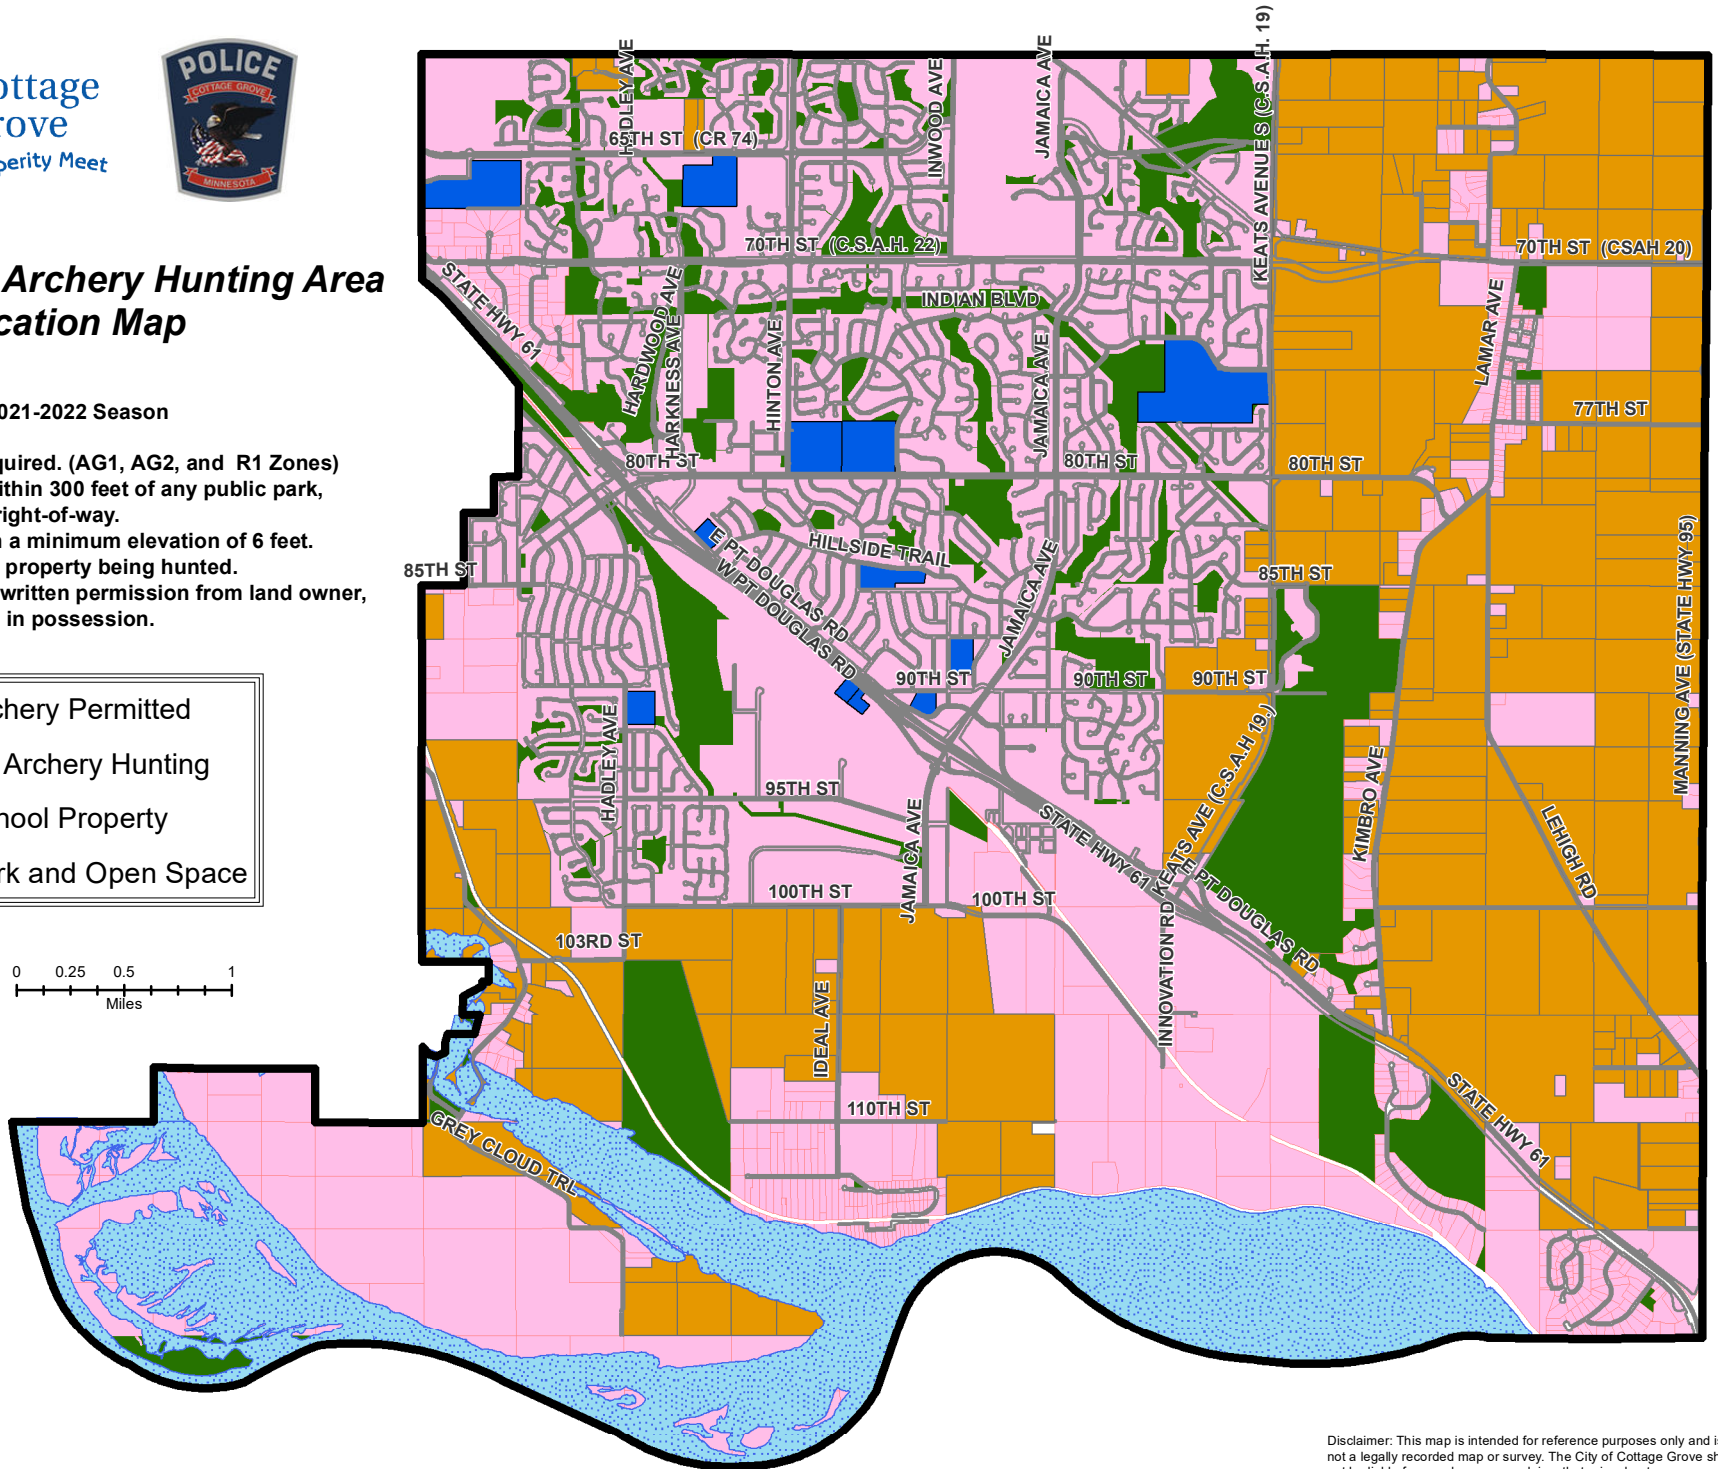 ottage
rove
perity Meet
POLICE
COTTAGE GROVE
MINNESOTA
Archery Hunting Area
cation Map
021-2022 Season
quired. (AG1, AG2, and R1 Zones)
ithin 300 feet of any public park,
right-of-way.
a minimum elevation of 6 feet.
property being hunted.
written permission from land owner,
in possession.
chery Permitted
Archery Hunting
hool Property
rk and Open Space
0 0.25 0.5 1
Miles
HADLEY AVE
65TH ST (CR 74)
INWOOD AVE
JAMAICA AVE
KEATS AVENUES (C.S.A.H. 19)
70TH ST (C.S.A.H. 22)
70TH ST (CSAH 20)
STATE HWY 61
INDIAN BLVD
HARDWOOD AVE
HARKNESS AVE
HINTON AVE
JAMAICA AVE
LAMAR AVE
77TH ST
80TH ST
80TH ST
80TH ST
85TH ST
E PT DOUGLAS RD
W PT DOUGLAS RD
HILLSIDE TRAIL
JAMAICA AVE
85TH ST
MANNING AVE (STATE HWY 95)
90TH ST
90TH ST
90TH ST
HADLEY AVE
95TH ST
JAMAICA AVE
STATE HWY 61
KEATS AVE (C.S.A.H 19.)
KIMBRO AVE
LEHIGH RD
100TH ST
100TH ST
E PT DOUGLAS RD
INNOVATION RD
103RD ST
IDEAL AVE
110TH ST
GREY CLOUD TRL
STATE HWY 61
Disclaimer: This map is intended for reference purposes only and is
not a legally recorded map or survey. The City of Cottage Grove sh